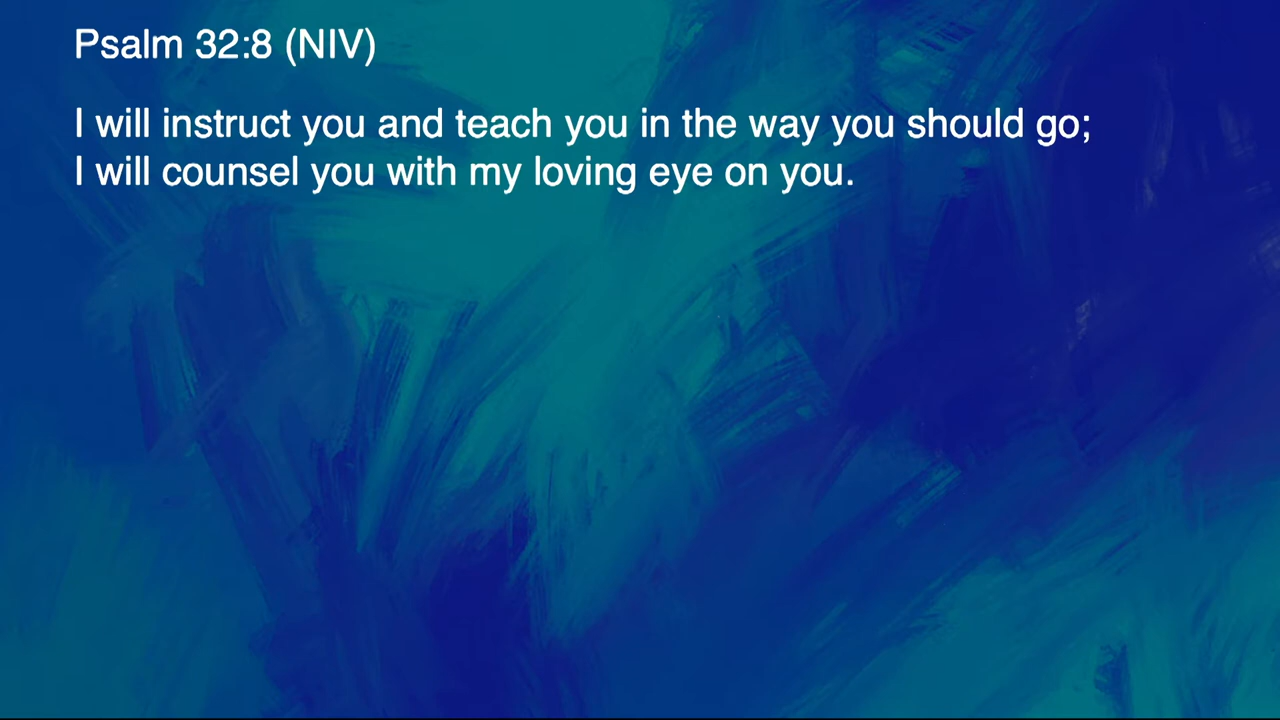 Psalm 32:8 (NIV)
I will instruct you and teach you in the way you should go;
I will counsel you with my loving eye on you.